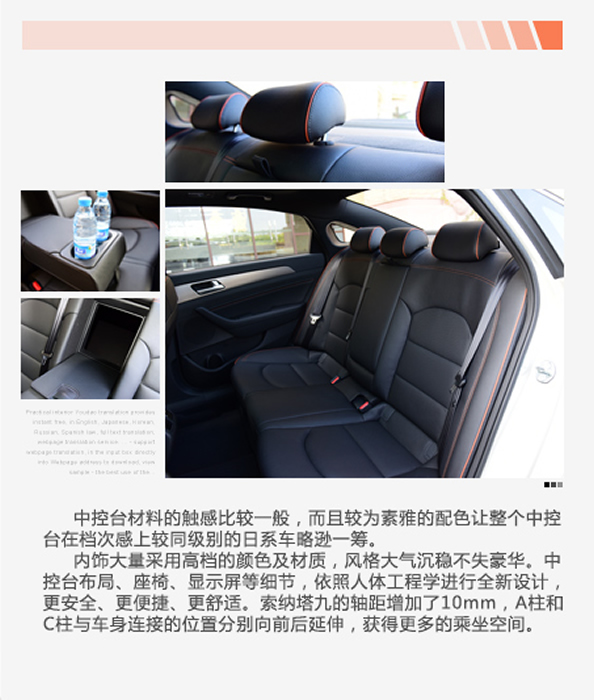 Practical interior Youdao translation provides
instant free, in English, Japanese, Korean,
Russian, Spanish see, full text translation,
webpage translation service. - support
webpage translation, in the input box directly
into Webpage address to download, view
sample - the best use of the
中控台材料的触感比较一般，而且较为素雅的配色让整个中控
台在档次感上较同级别的日系车略逊一筹。
内饰大量采用高档的颜色及材质，风格大气沉稳不失豪华。中
控台布局、座椅、显示屏等细节，依照人体工程学进行全新设计，
更安全、更便捷、更舒适。索纳塔九的轴距增加了10mm，A柱和
C柱与车身连接的位置分别向前后延伸，获得更多的乘坐空间。